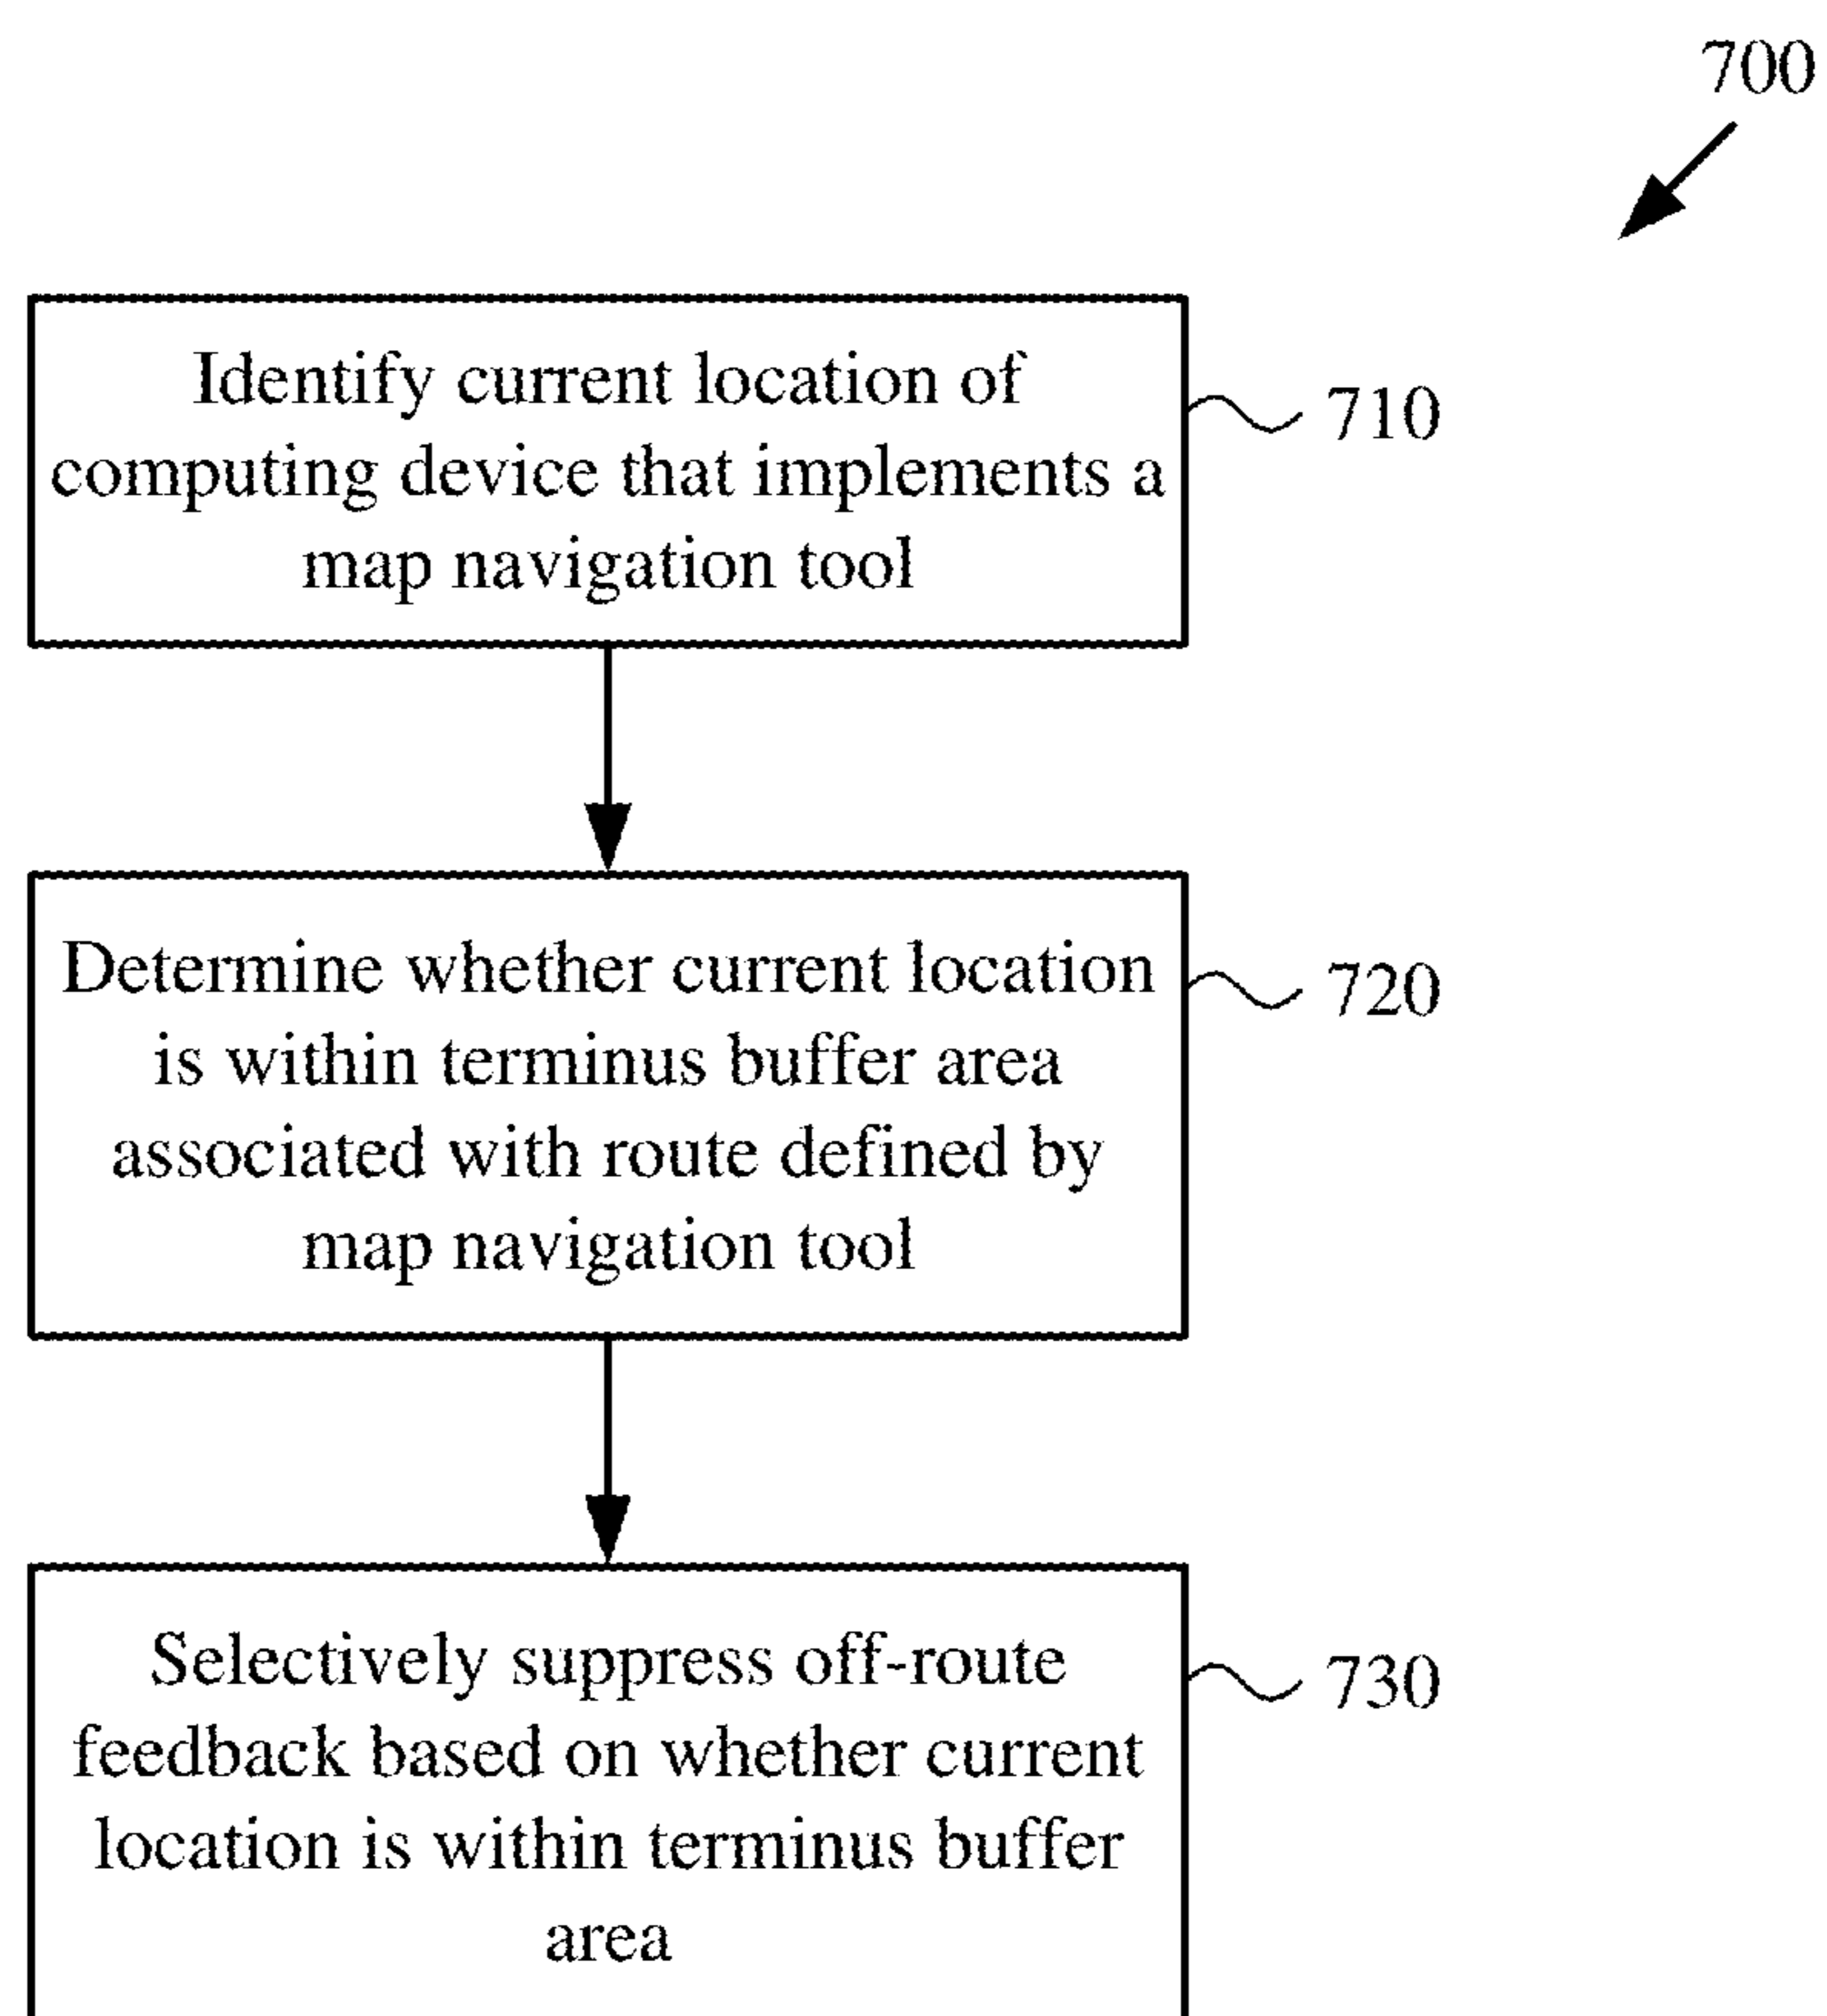 700
Identify current location of
computing device that implements a
map navigation tool
710
Determine whether current location
is within terminus buffer area
associated with route defined by
map navigation tool
720
Selectively suppress off-route
feedback based on whether current
location is within terminus buffer
area
730